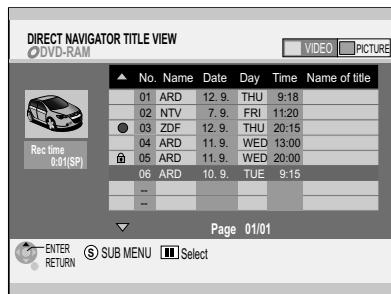 DIRECT NAVIGATOR TITLE VIEW
DVD-RAM
VIDEO PICTURE
No. Name Date Day Time Name of title
01 ARD 12. 9. THU 9:18
02 NTV 7. 9. FRI 11:20
03 ZDF 12. 9. THU 20:15
04 ARD 11. 9. WED 13:00
05 ARD 11. 9. WED 20:00
06 ARD 10. 9. TUE 9:15
--
--
Rec time
0:01(SP)
Page 01/01
ENTER
RETURN
S SUB MENU Select